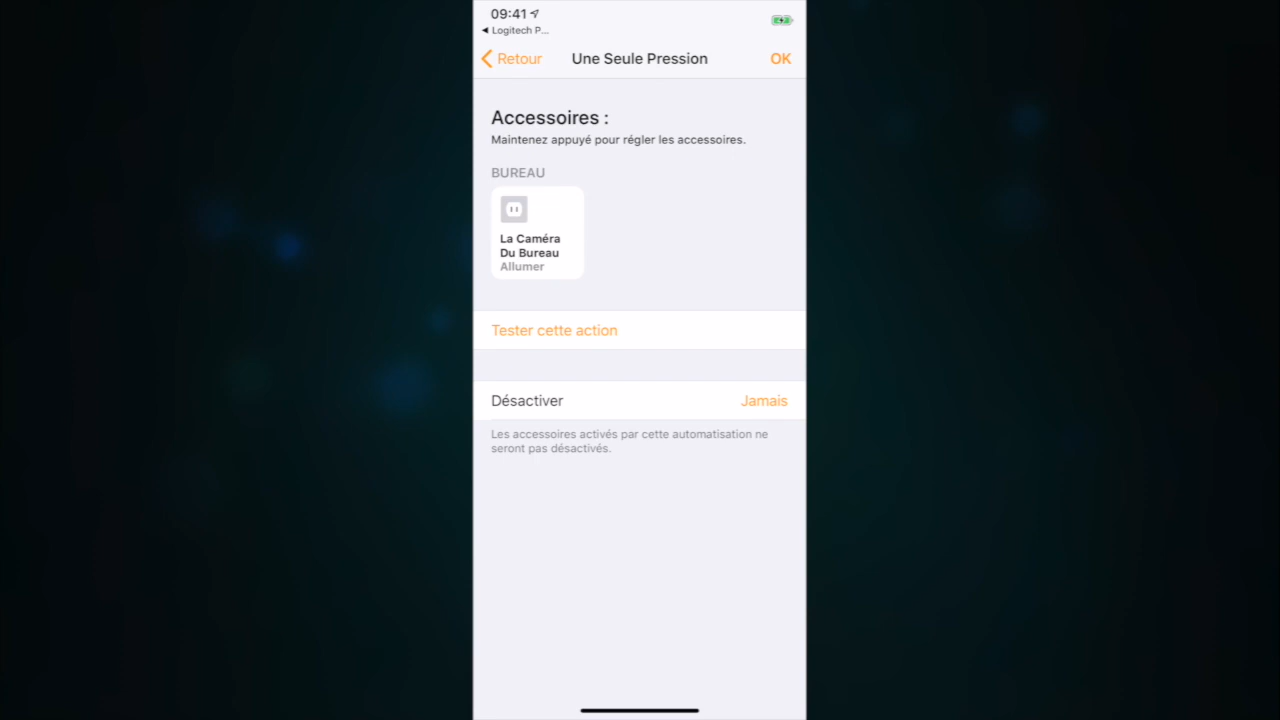 09:41
Logitech P...
Retour
Une Seule Pression
OK
Accessoires :
Maintenez appuyé pour régler les accessoires.
BUREAU
La Caméra
Du Bureau
Allumer
Tester cette action
Désactiver
Jamais
Les accessoires activés par cette automatisation ne
seront pas désactivés.